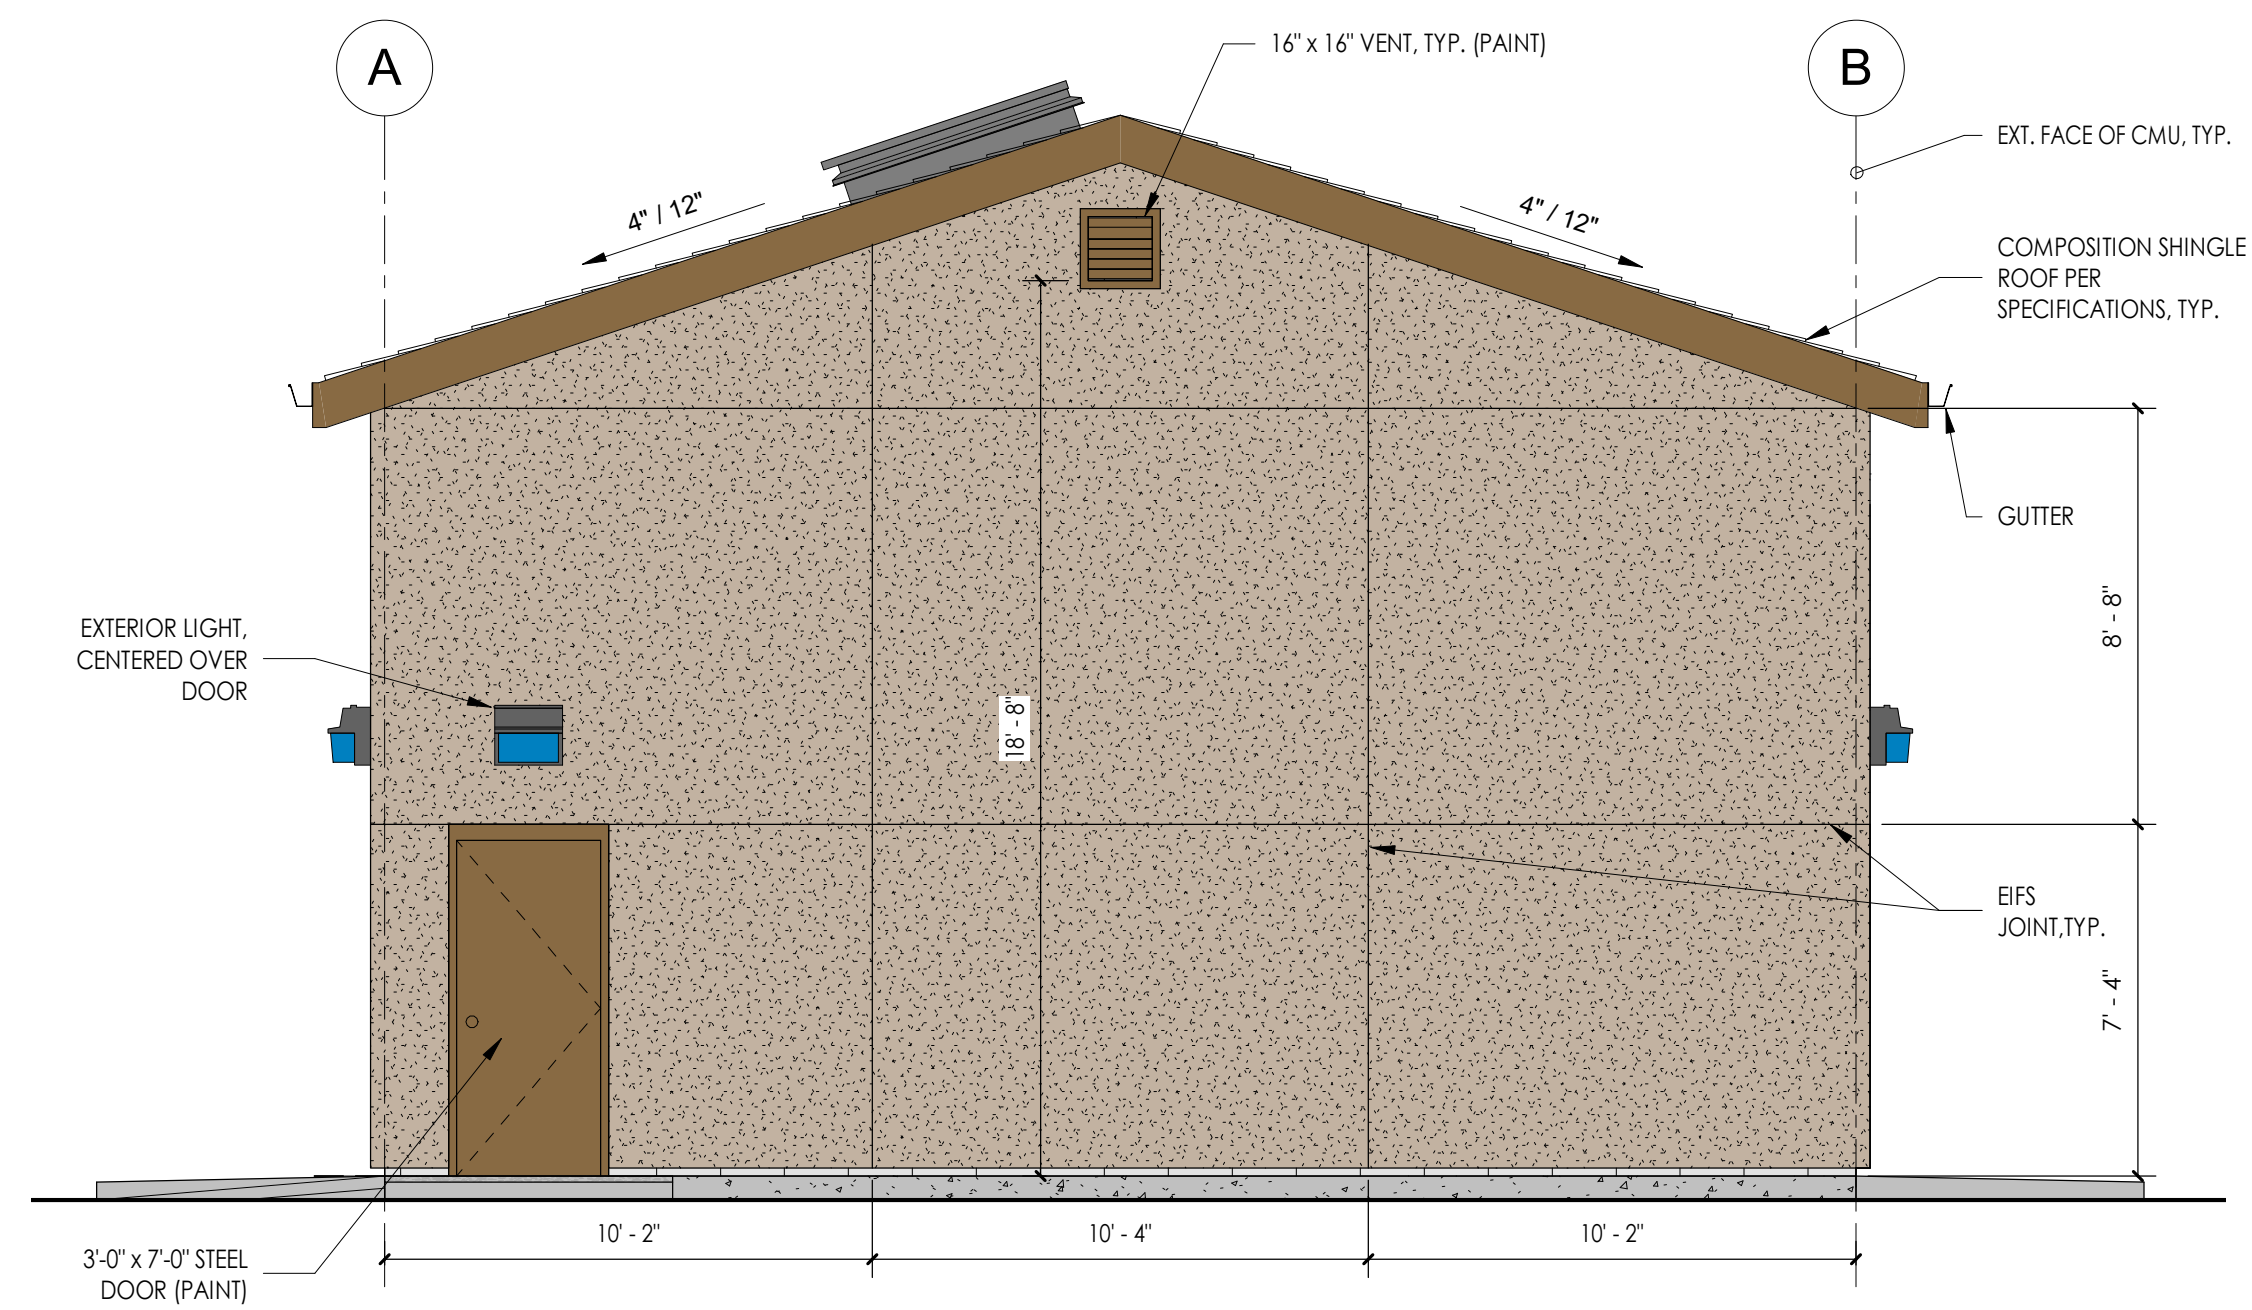 A
B
16" x 16" VENT, TYP. (PAINT)
EXT. FACE OF CMU, TYP.
4" / 12"
4" / 12"
COMPOSITION SHINGLE
ROOF PER
SPECIFICATIONS, TYP.
GUTTER
8' - 8"
EXTERIOR LIGHT,
CENTERED OVER
DOOR
18' - 8"
EIFS
JOINT,TYP.
7' - 4"
10' - 2"
10' - 4"
10' - 2"
3'-0" x 7'-0" STEEL
DOOR (PAINT)